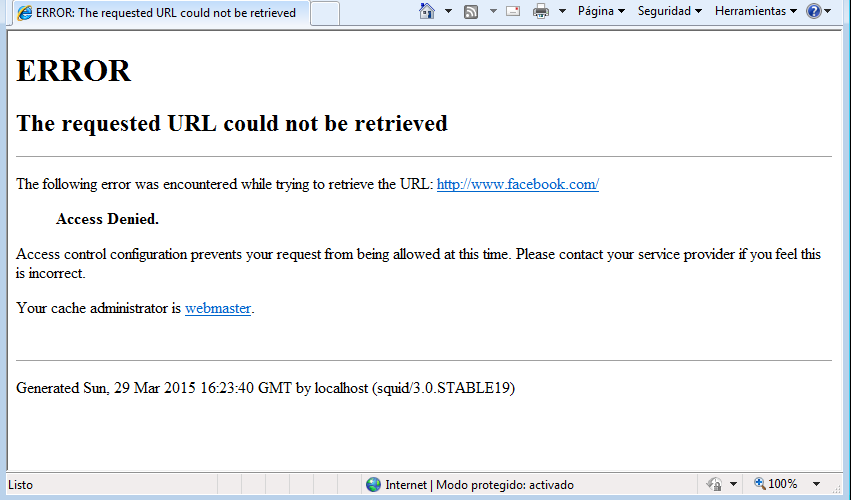 ERROR: The requested URL could not be retrieved
Página Seguridad Herramientas
ERROR
The requested URL could not be retrieved
The following error was encountered while trying to retrieve the URL: http://www.facebook.com/
Access Denied.
Access control configuration prevents your request from being allowed at this time. Please contact your service provider if you feel this
is incorrect.
Your cache administrator is webmaster.
Generated Sun, 29 Mar 2015 16:23:40 GMT by localhost (squid/3.0.STABLE19)
Listo Internet | Modo protegido: activado 100%